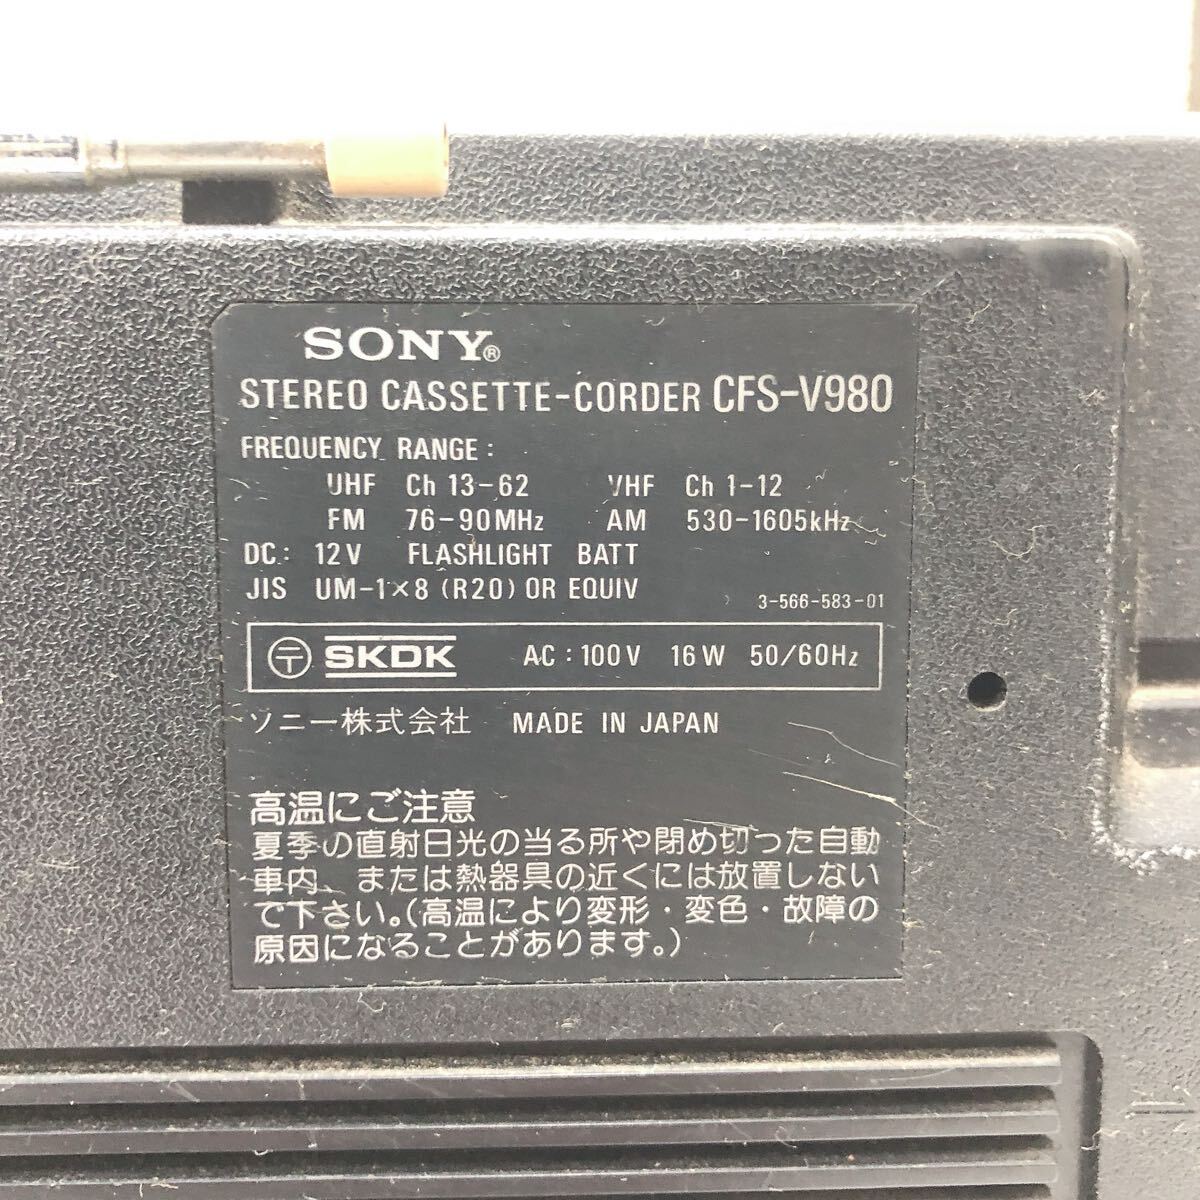 SONY®
STEREO CASSETTE-CORDER CFS-V980
FREQUENCY RANGE:
UHF Ch 13-62 VHF Ch 1-12
FM 76-90MHz AM 530-1605kHz
DC: 12V FLASHLIGHT BATT
JIS UM-1×8 (R20) OR EQUIV
3-566-583-01
〒 SKDK AC: 100V 16W 50/60Hz
ソニー株式会社 MADE IN JAPAN
高温にご注意
夏季の直射日光の当る所や閉め切った自動
車内、または熱器具の近くには放置しない
で下さい。(高温により変形・変色・故障の
原因になることがあります。)